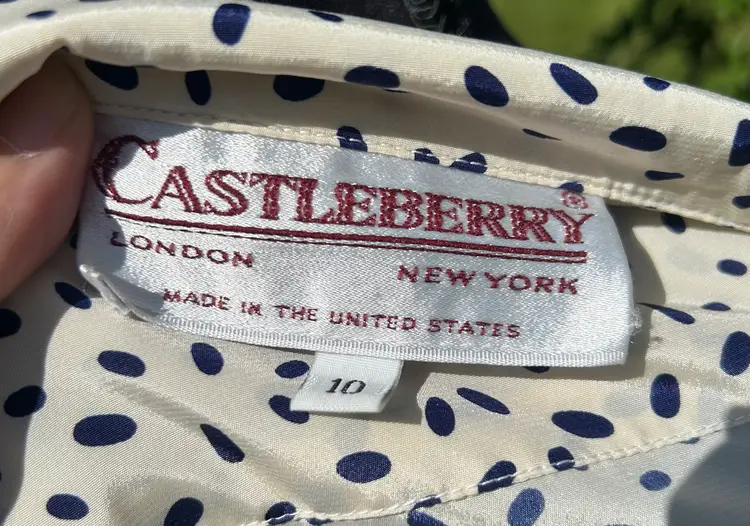 CASTLEBERRY®
LONDON
NEW YORK
MADE IN THE UNITED STATES
10